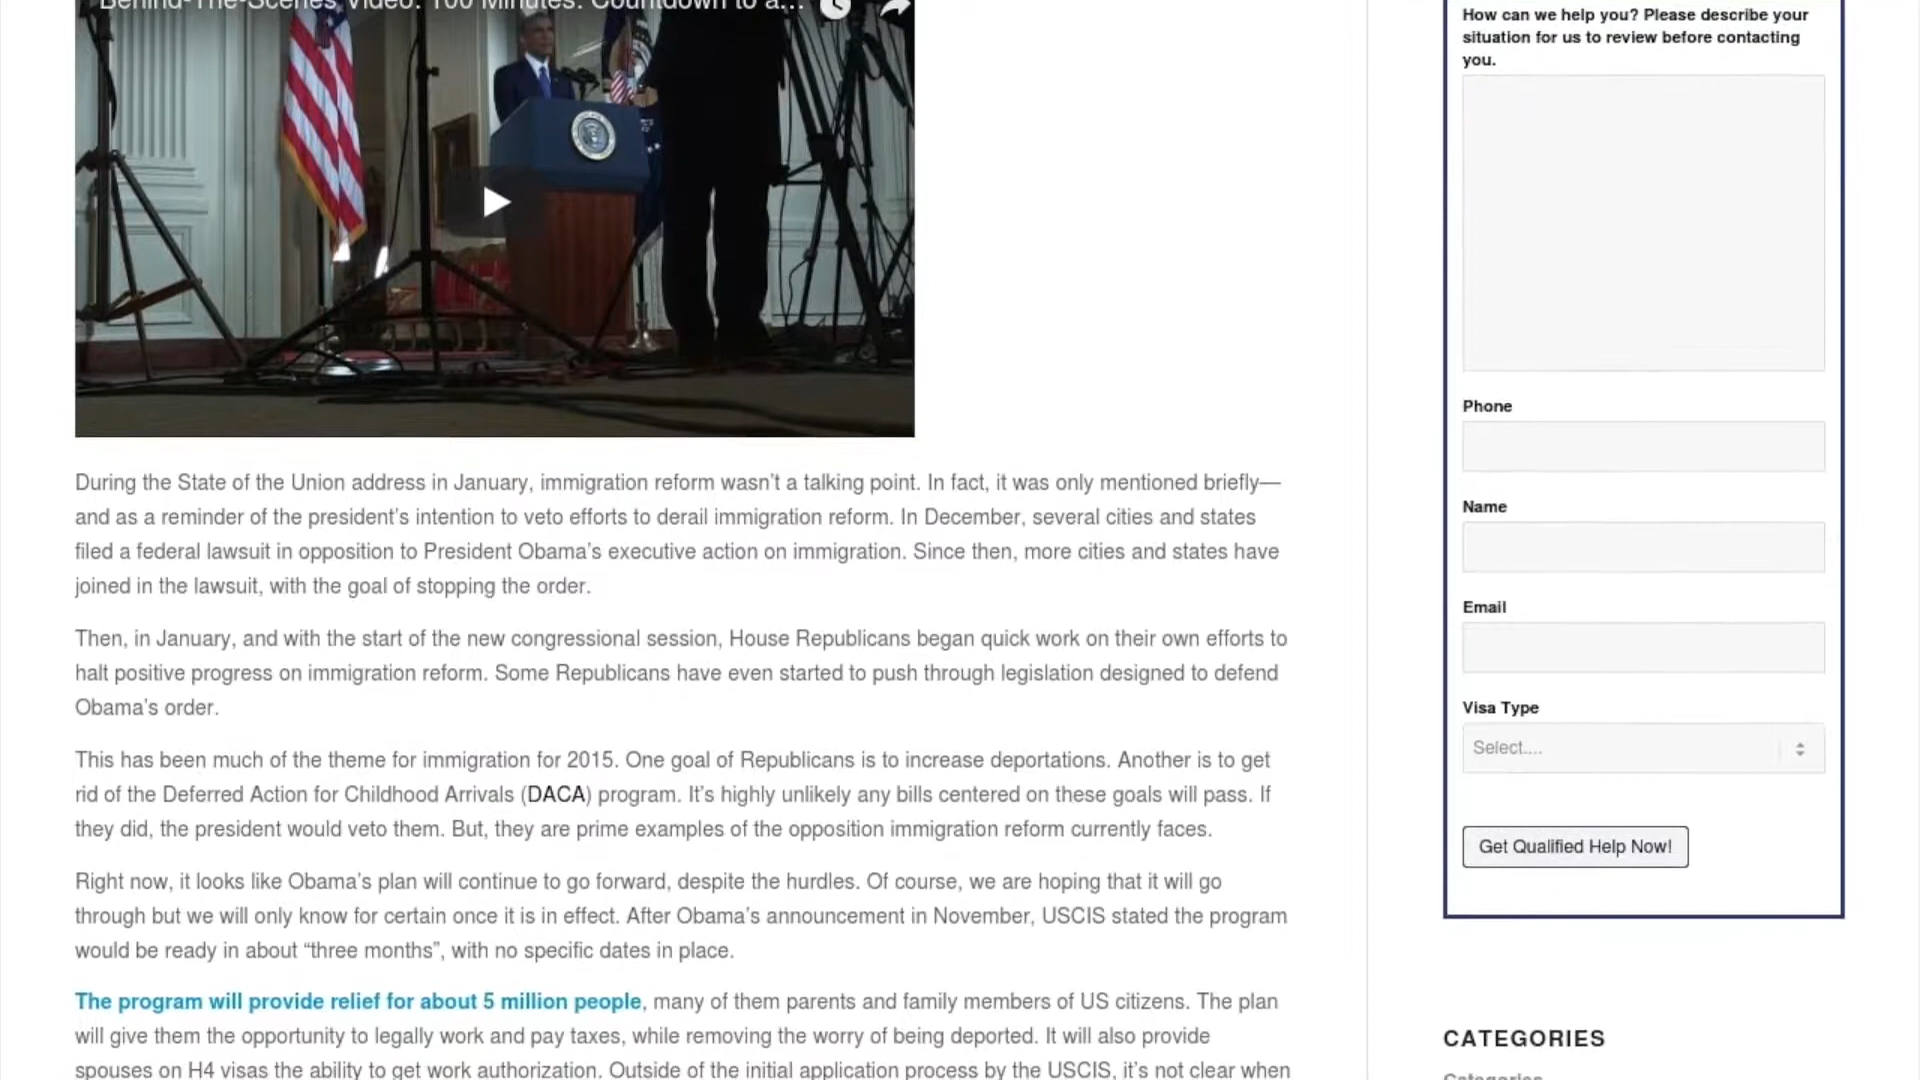 Behind-The-Scenes Video: 100 Minutes: Countdown to a...
During the State of the Union address in January, immigration reform wasn’t a talking point. In fact, it was only mentioned briefly—
and as a reminder of the president’s intention to veto efforts to derail immigration reform. In December, several cities and states
filed a federal lawsuit in opposition to President Obama’s executive action on immigration. Since then, more cities and states have
joined in the lawsuit, with the goal of stopping the order.
Then, in January, and with the start of the new congressional session, House Republicans began quick work on their own efforts to
halt positive progress on immigration reform. Some Republicans have even started to push through legislation designed to defend
Obama’s order.
This has been much of the theme for immigration for 2015. One goal of Republicans is to increase deportations. Another is to get
rid of the Deferred Action for Childhood Arrivals (DACA) program. It’s highly unlikely any bills centered on these goals will pass. If
they did, the president would veto them. But, they are prime examples of the opposition immigration reform currently faces.
Right now, it looks like Obama’s plan will continue to go forward, despite the hurdles. Of course, we are hoping that it will go
through but we will only know for certain once it is in effect. After Obama’s announcement in November, USCIS stated the program
would be ready in about “three months”, with no specific dates in place.
The program will provide relief for about 5 million people, many of them parents and family members of US citizens. The plan
will give them the opportunity to legally work and pay taxes, while removing the worry of being deported. It will also provide
spouses on H4 visas the ability to get work authorization. Outside of the initial application process by the USCIS, it’s not clear when
How can we help you? Please describe your
situation for us to review before contacting
you.
Phone
Name
Email
Visa Type
Select....
Get Qualified Help Now!
CATEGORIES
Categories